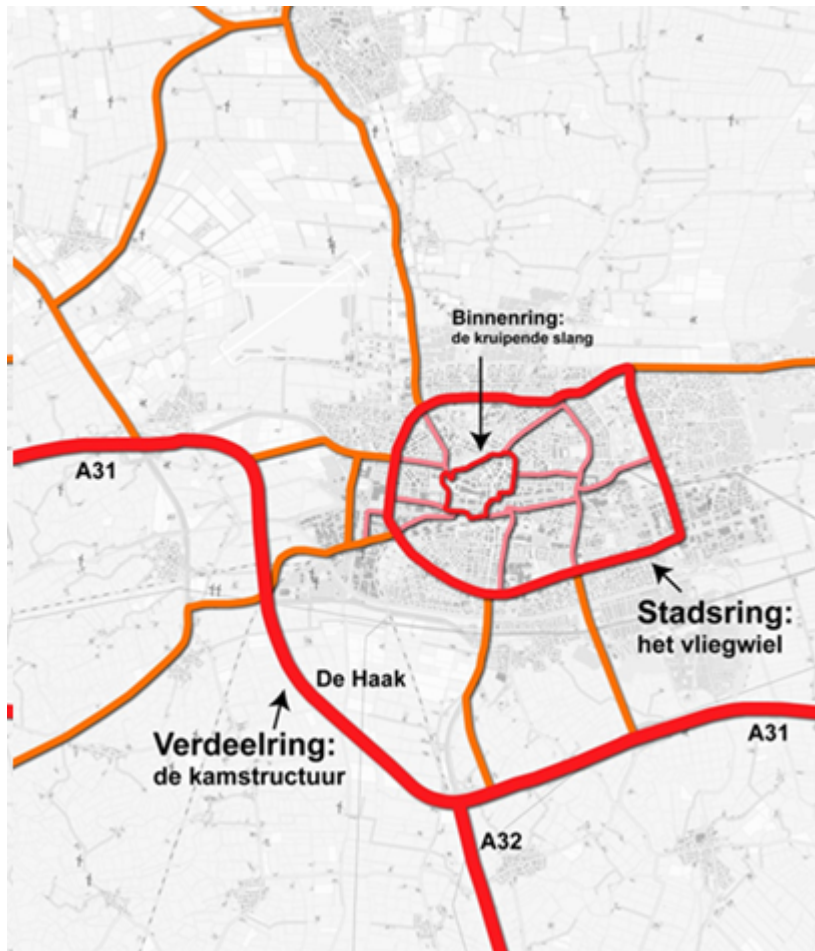 Binnenring:
de kruipende slang
A31
Stadsring:
het vliegwiel
De Haak
Verdeelring:
de kamstructuur
A31
A32